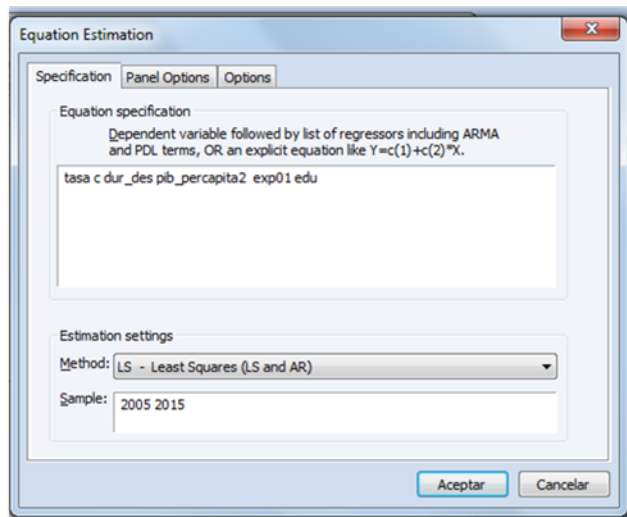 Equation Estimation
Specification
Panel Options
Options
Equation specification
Dependent variable followed by list of regressors including ARMA
and PDL terms, OR an explicit equation like Y=c(1)+c(2)*X.
tasa c dur_des pib_percapita2 exp01 edu
Estimation settings
Method: LS - Least Squares (LS and AR)
Sample: 2005 2015
Aceptar
Cancelar